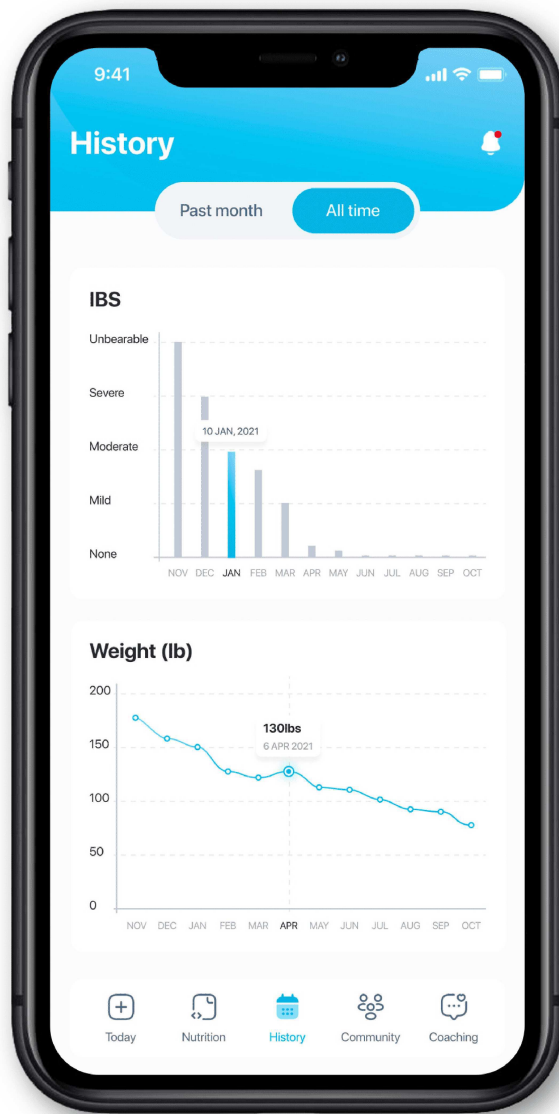 9:41
History
Past month All time
IBS
Unbearable
Severe
10 JAN, 2021
Moderate
Mild
None
NOV DEC JAN FEB MAR APR MAY JUN JUL AUG SEP OCT
Weight (lb)
200
130lbs
150
6 APR 2021
100
50
0
NOV DEC JAN FEB MAR APR MAY JUN JUL AUG SEP OCT
Today Nutrition History Community Coaching